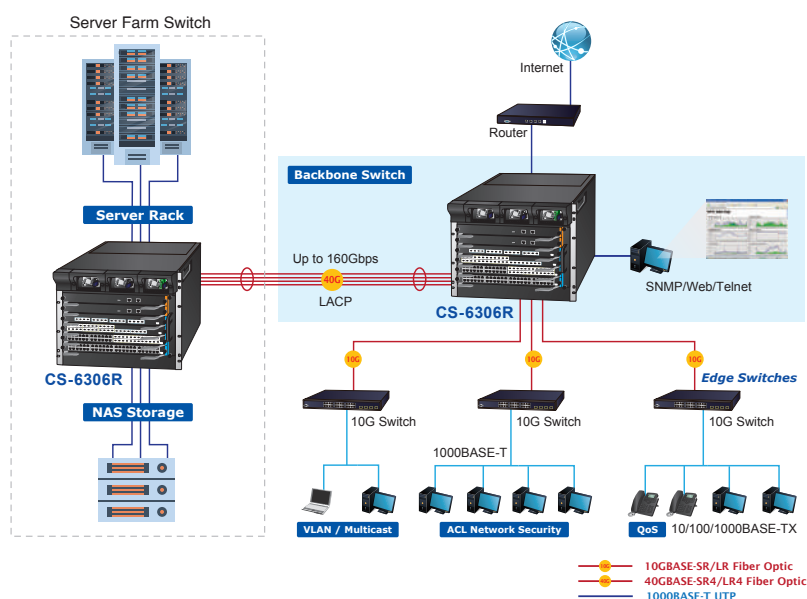 Server Farm Switch
Internet
Router
Backbone Switch
Server Rack
Up to 160Gbps
40G
LACP
SNMP/Web/Telnet
CS-6306R
CS-6306R
10G
10G
10G
Edge Switches
NAS Storage
10G Switch
10G Switch
10G Switch
1000BASE-T
VLAN / Multicast
ACL Network Security
QoS
10/100/1000BASE-TX
10G
10GBASE-SR/LR Fiber Optic
40G
40GBASE-SR4/LR4 Fiber Optic
1000BASE-T UTP